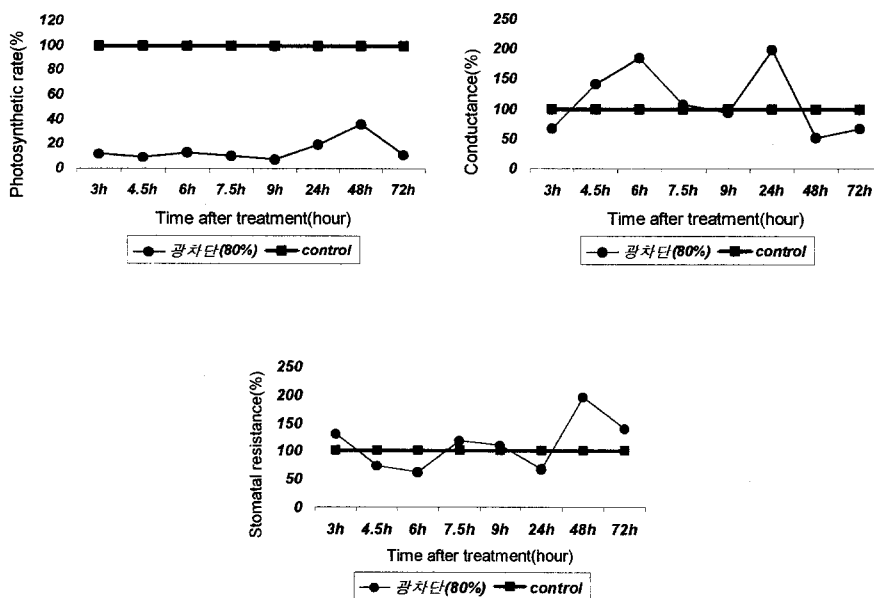 Photosynthetic rate(%
120
100
80
60
40
20
0
3h 4.5h 6h 7.5h 9h 24h 48h 72h
Time after treatment(hour)
광차단(80%) control
Conductance(%)
250
200
150
100
50
0
3h 4.5h 6h 7.5h 9h 24h 48h 72h
Time after treatment(hour)
광차단(80%) control
Stomatal resistance(%)
250
200
150
100
50
0
3h 4.5h 6h 7.5h 9h 24h 48h 72h
Time after treatment(hour)
광차단(80%) control